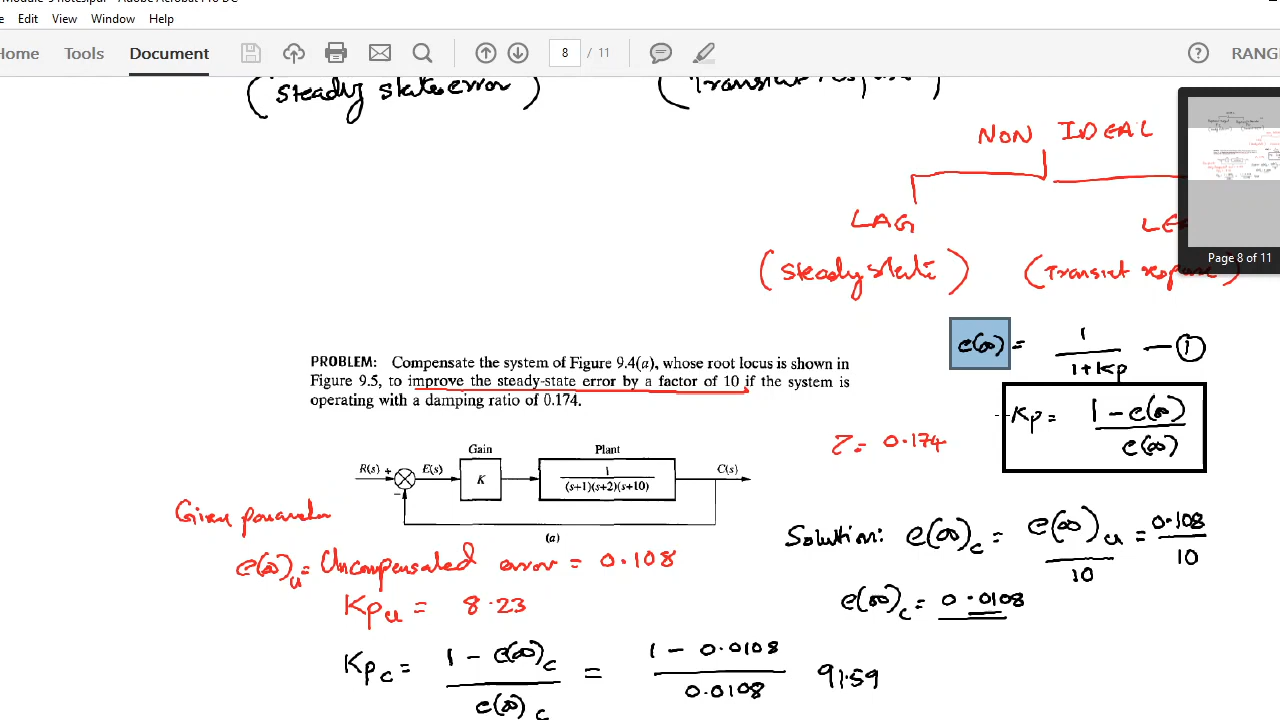 Edit View Window Help
Home Tools Document 8 / 11
(Steady state error) (Transient response)
NON IDEAL
LAG
(Steady state) (Transient response)
Page 8 of 11
e(∞) = 1 / (1+Kp) — ①
PROBLEM: Compensate the system of Figure 9.4(a), whose root locus is shown in
Figure 9.5, to improve the steady-state error by a factor of 10 if the system is
operating with a damping ratio of 0.174.
Kp = (1 - e(∞)) / e(∞)
Gain Plant
R(s) + E(s) K 1 / (s+1)(s+2)(s+10) C(s)
−
(a)
Given
Solution: e(∞)c = e(∞)u / 10 = 0.108 / 10
e(∞)u = Uncompensated error = 0.108
e(∞)c = 0.0108
Kpu = 8.23
Kpc = (1 - e(∞)c) / e(∞)c = (1 - 0.0108) / 0.0108 91.59